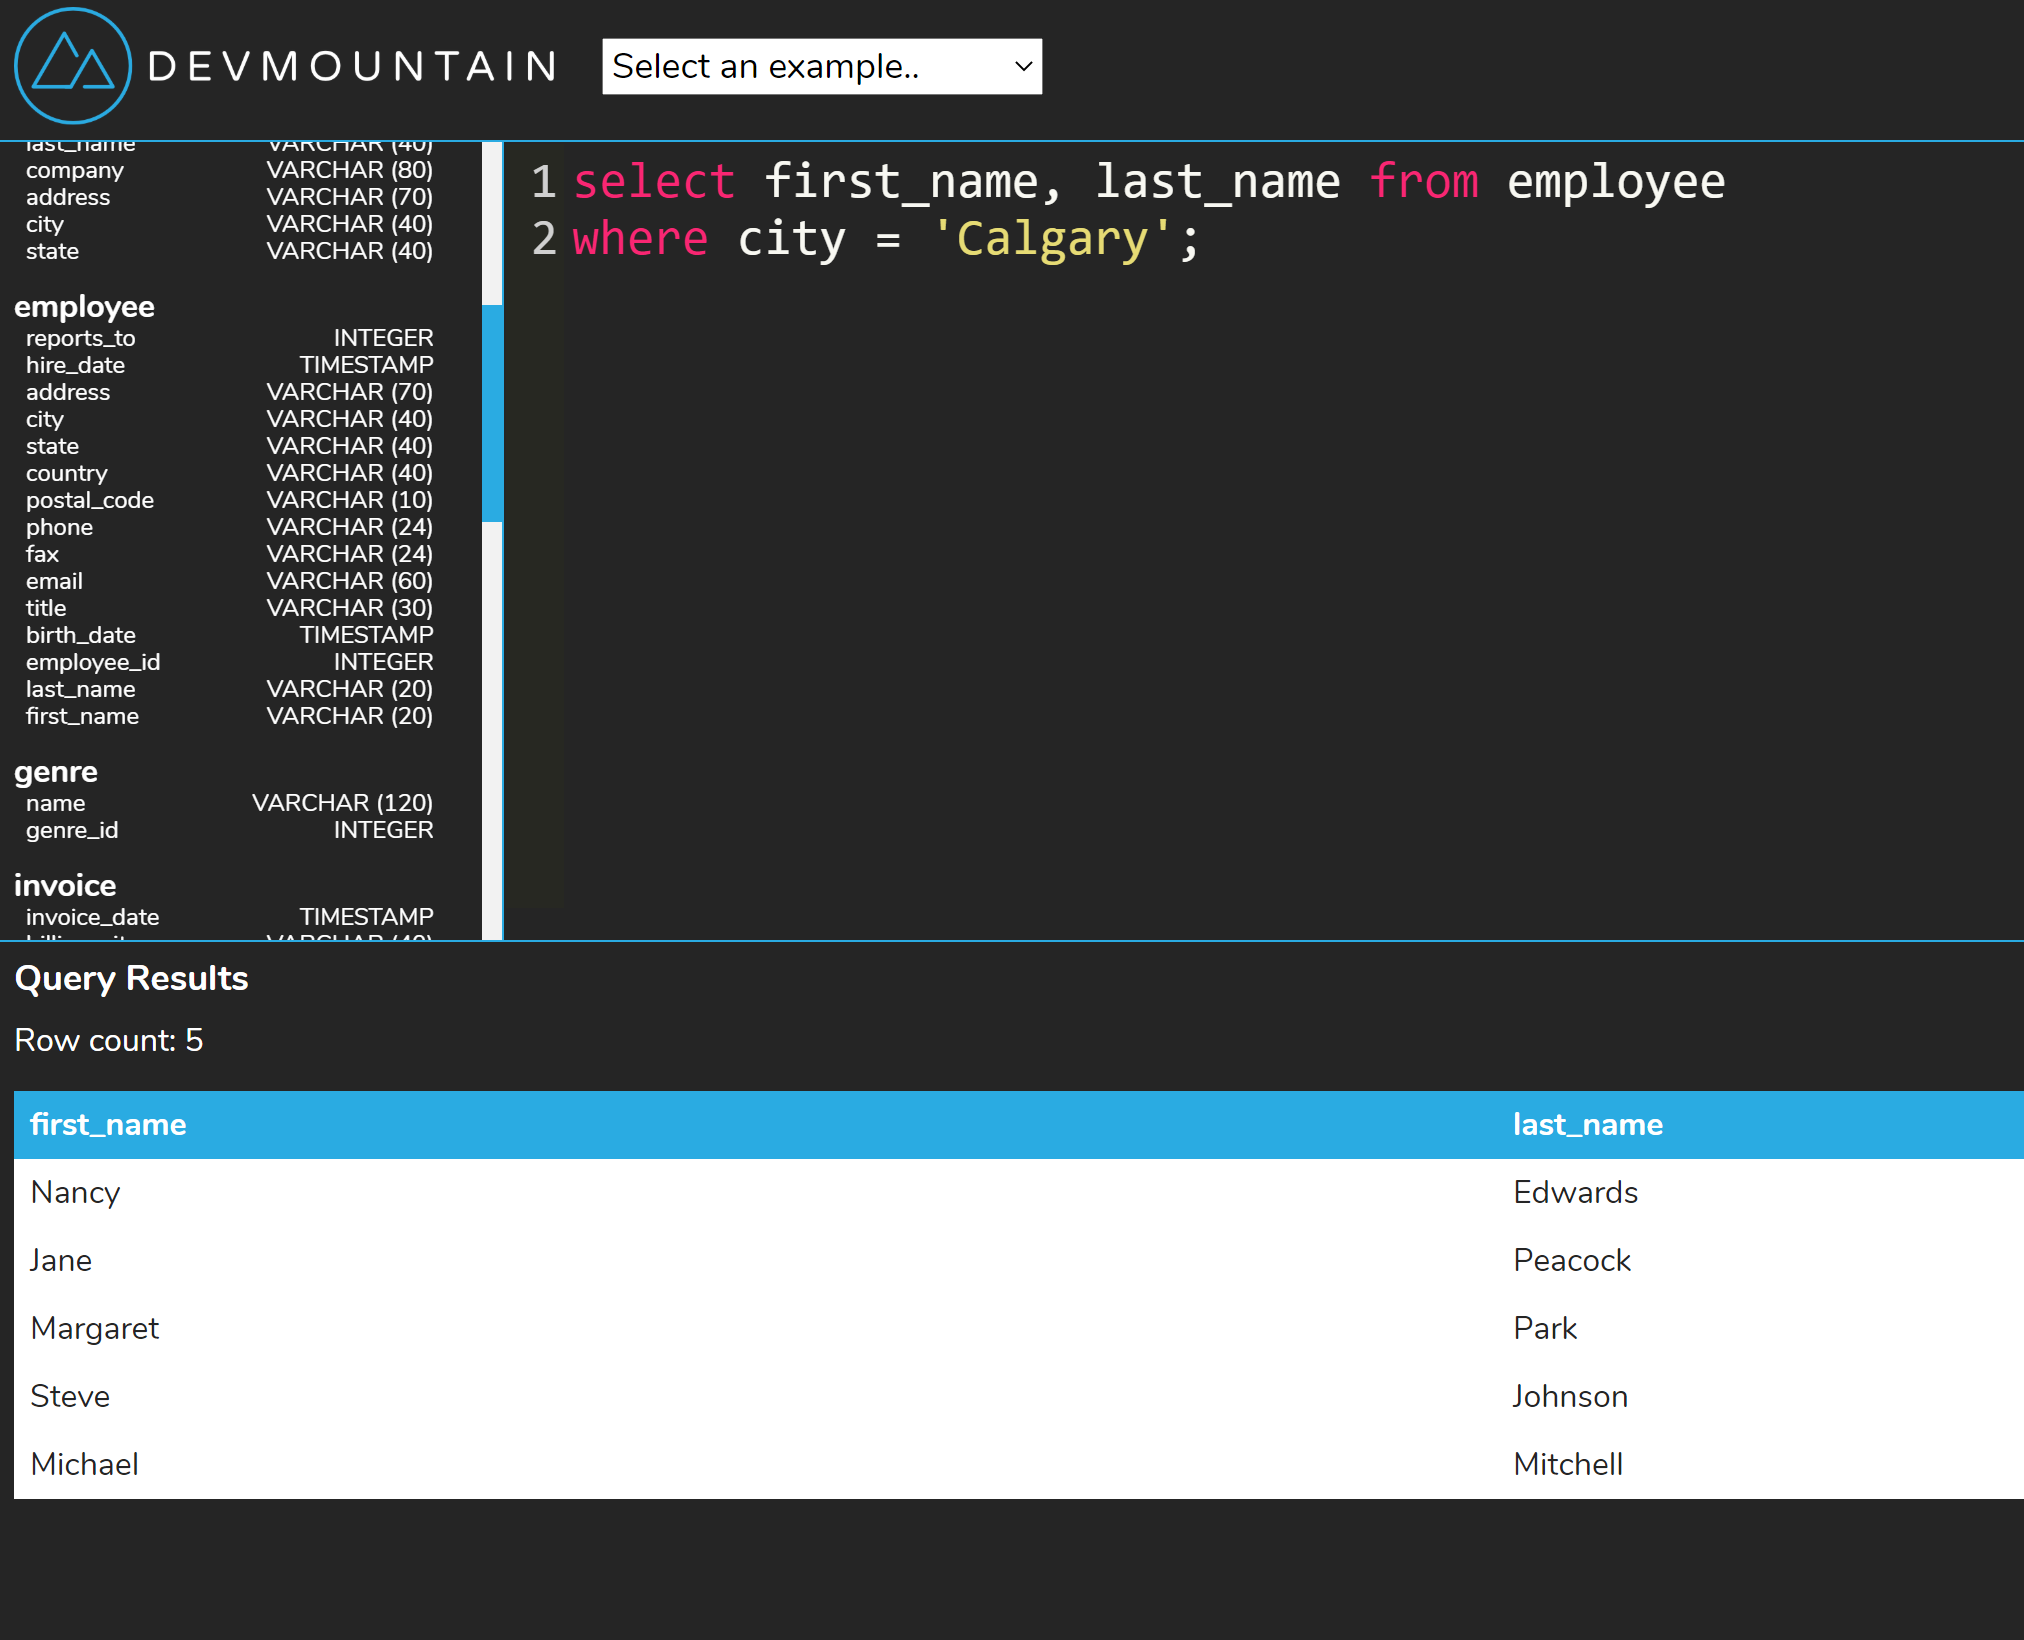 DEVMOUNTAIN
Select an example..
last_name VARCHAR (40)
company VARCHAR (80)
address VARCHAR (70)
city VARCHAR (40)
state VARCHAR (40)
employee
reports_to INTEGER
hire_date TIMESTAMP
address VARCHAR (70)
city VARCHAR (40)
state VARCHAR (40)
country VARCHAR (40)
postal_code VARCHAR (10)
phone VARCHAR (24)
fax VARCHAR (24)
email VARCHAR (60)
title VARCHAR (30)
birth_date TIMESTAMP
employee_id INTEGER
last_name VARCHAR (20)
first_name VARCHAR (20)
genre
name VARCHAR (120)
genre_id INTEGER
invoice
invoice_date TIMESTAMP
VARCHAR (40)
1 select first_name, last_name from employee
2 where city = 'Calgary';
Query Results
Row count: 5
first_name last_name
Nancy Edwards
Jane Peacock
Margaret Park
Steve Johnson
Michael Mitchell